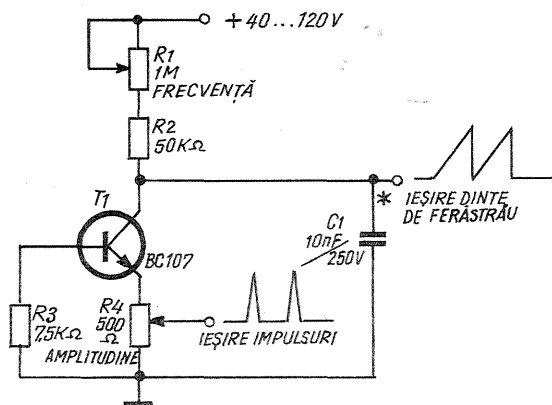 + 40...120V
R1
1M
FRECVENȚĂ
R2
50KΩ
T1
BC107
*
IEȘIRE DINTE
DE FERĂSTRĂU
C1
10nF
250V
R3
7,5KΩ
R4
500
Ω
AMPLITUDINE
IEȘIRE IMPULSURI